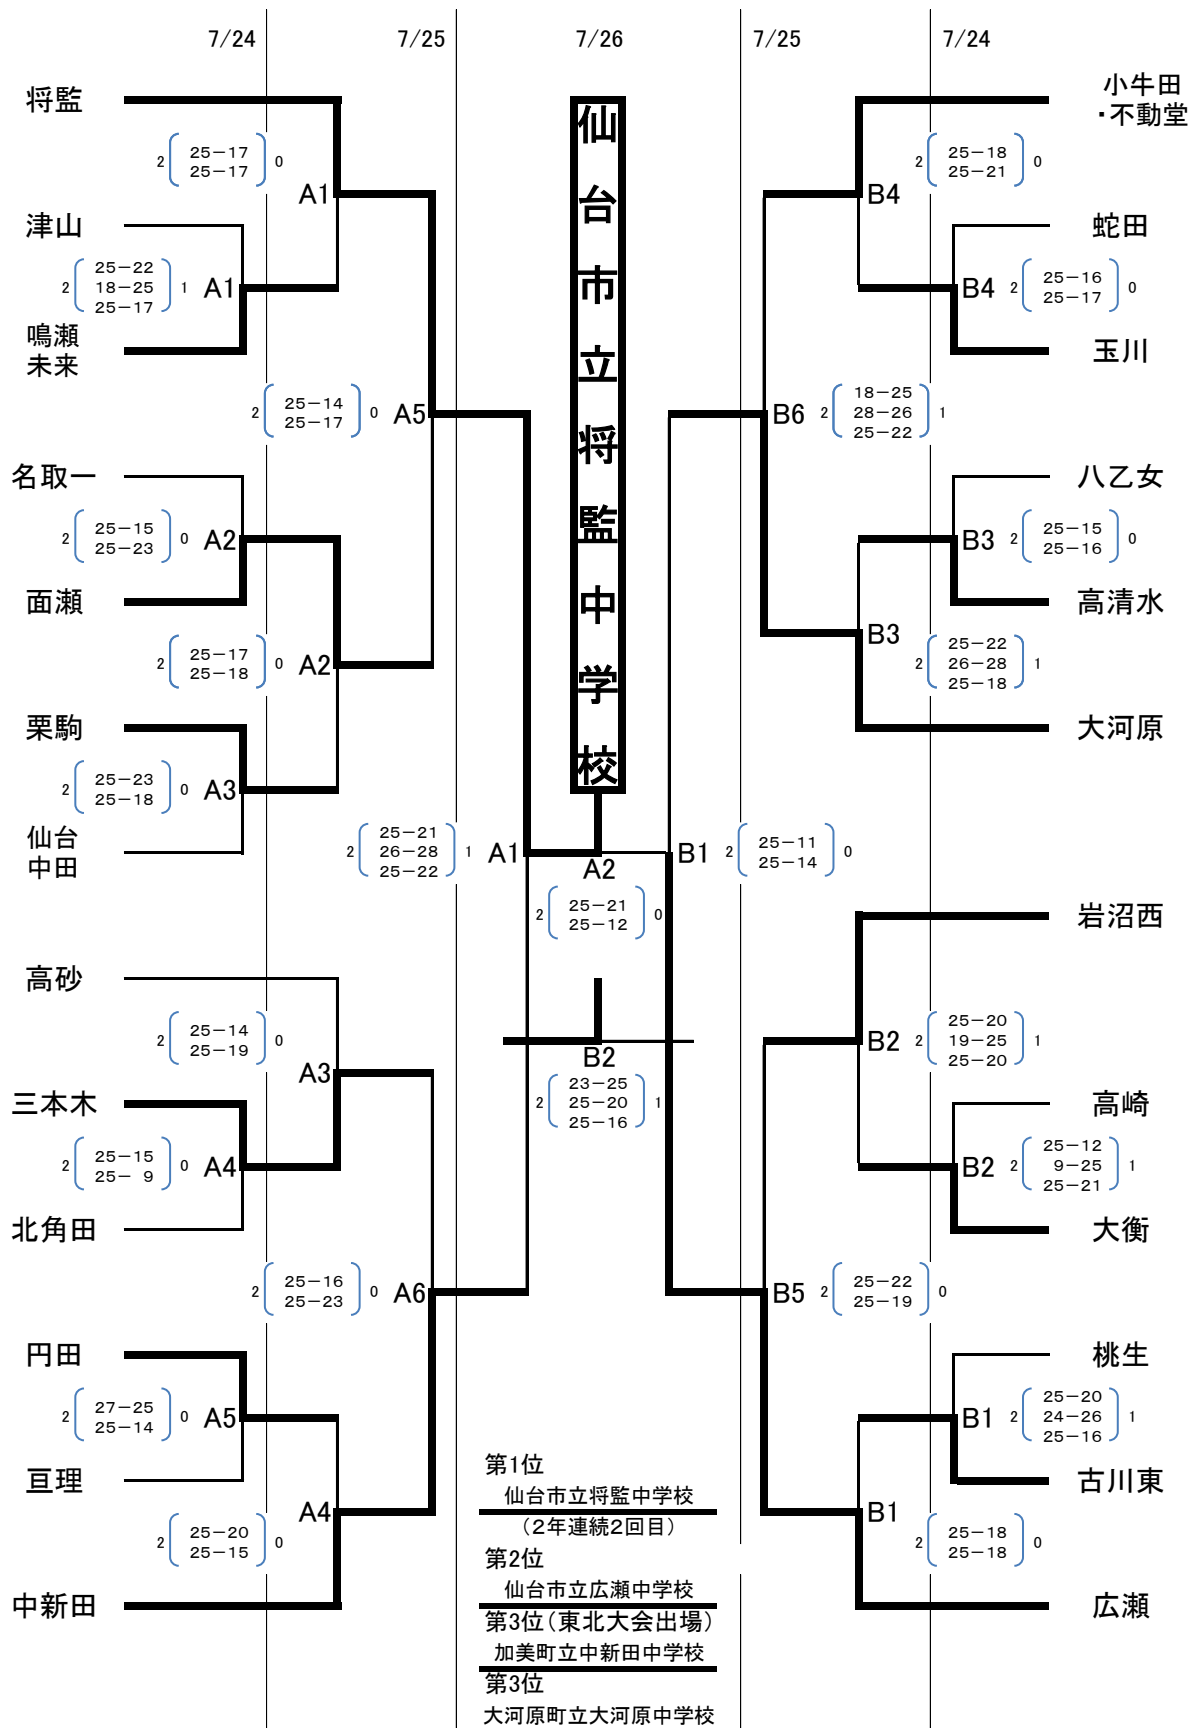 7/24
7/25
7/26
7/25
7/24
将監
2 25－17 0
25－17
A1
津山
2 25－22 1
18－25
25－17
A1
鳴瀬
未来
2 25－14 0
25－17
A5
名取一
2 25－15 0
25－23
A2
面瀬
2 25－17 0
25－18
A2
栗駒
2 25－23 0
25－18
A3
仙台
中田
2 25－21 1
26－28
25－22
A1
高砂
2 25－14 0
25－19
A3
三本木
2 25－15 0
25－ 9
A4
北角田
2 25－16 0
25－23
A6
円田
2 27－25 0
25－14
A5
亘理
A4
2 25－20 0
25－15
中新田
仙台市立将監中学校
A2
2 25－21 0
25－12
B2
2 23－25 1
25－20
25－16
小牛田
・不動堂
2 25－18 0
25－21
B4
蛇田
B4
2 25－16 0
25－17
玉川
B6
2 18－25 1
28－26
25－22
八乙女
B3
2 25－15 0
25－16
高清水
B3
2 25－22 1
26－28
25－18
大河原
B1
2 25－11 0
25－14
岩沼西
B2
2 25－20 1
19－25
25－20
高崎
B2
2 25－12 1
9－25
25－21
大衡
B5
2 25－22 0
25－19
桃生
B1
2 25－20 1
24－26
25－16
古川東
B1
2 25－18 0
25－18
広瀬
第1位
仙台市立将監中学校
（２年連続２回目）
第2位
仙台市立広瀬中学校
第3位（東北大会出場）
加美町立中新田中学校
第3位
大河原町立大河原中学校